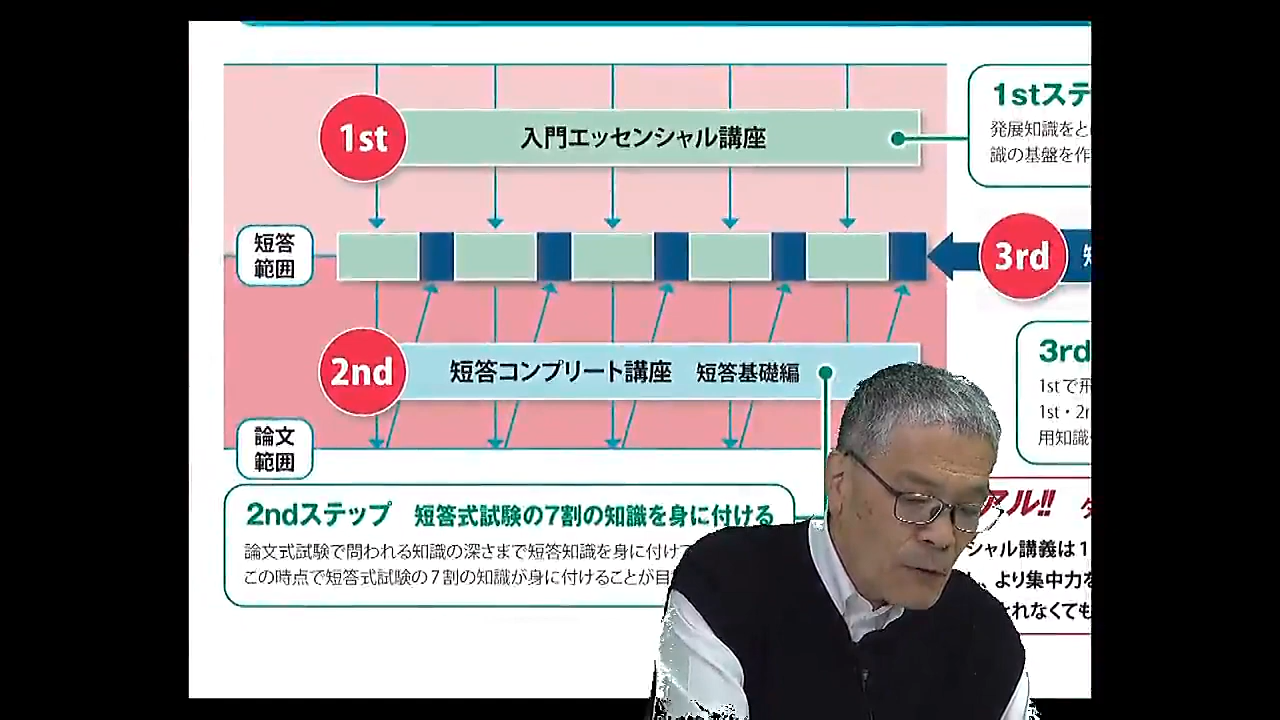 1st
入門エッセンシャル講座
1stステ
発展知識をと
識の基盤を作
短答
範囲
3rd
2nd
短答コンプリート講座 短答基礎編
3rd
1stで飛
1st・2n
用知識
論文
範囲
2ndステップ 短答式試験の7割の知識を身に付ける
論文式試験で問われる知識の深さまで短答知識を身に付けて
この時点で短答式試験の7割の知識が身に付けることが目
アル!!
シャル講義は1
、より集中力を
とれなくても